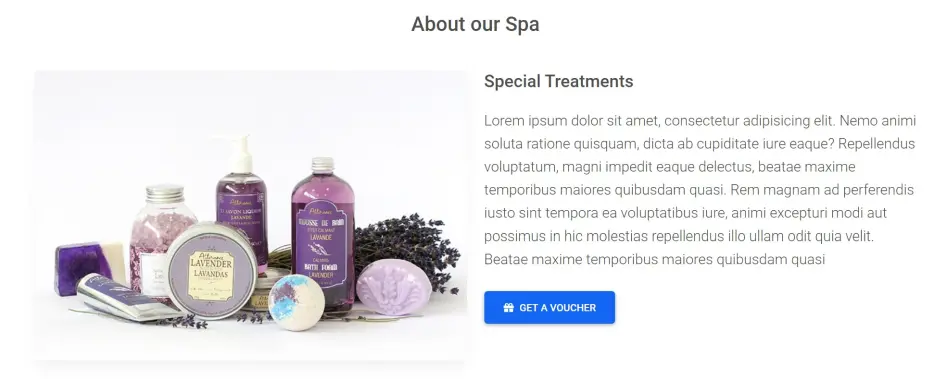 About our Spa
Special Treatments
Lorem ipsum dolor sit amet, consectetur adipisicing elit. Nemo animi
soluta ratione quisquam, dicta ab cupiditate iure eaque? Repellendus
voluptatum, magni impedit eaque delectus, beatae maxime
temporibus maiores quibusdam quasi. Rem magnam ad perferendis
iusto sint tempora ea voluptatibus iure, animi excepturi modi aut
possimus in hic molestias repellendus illo ullam odit quia velit.
Beatae maxime temporibus maiores quibusdam quasi
GET A VOUCHER
LAVANDE
LAVANDE
BATH FOAM
LAVENDER
LAVENDER
LAVANDAS